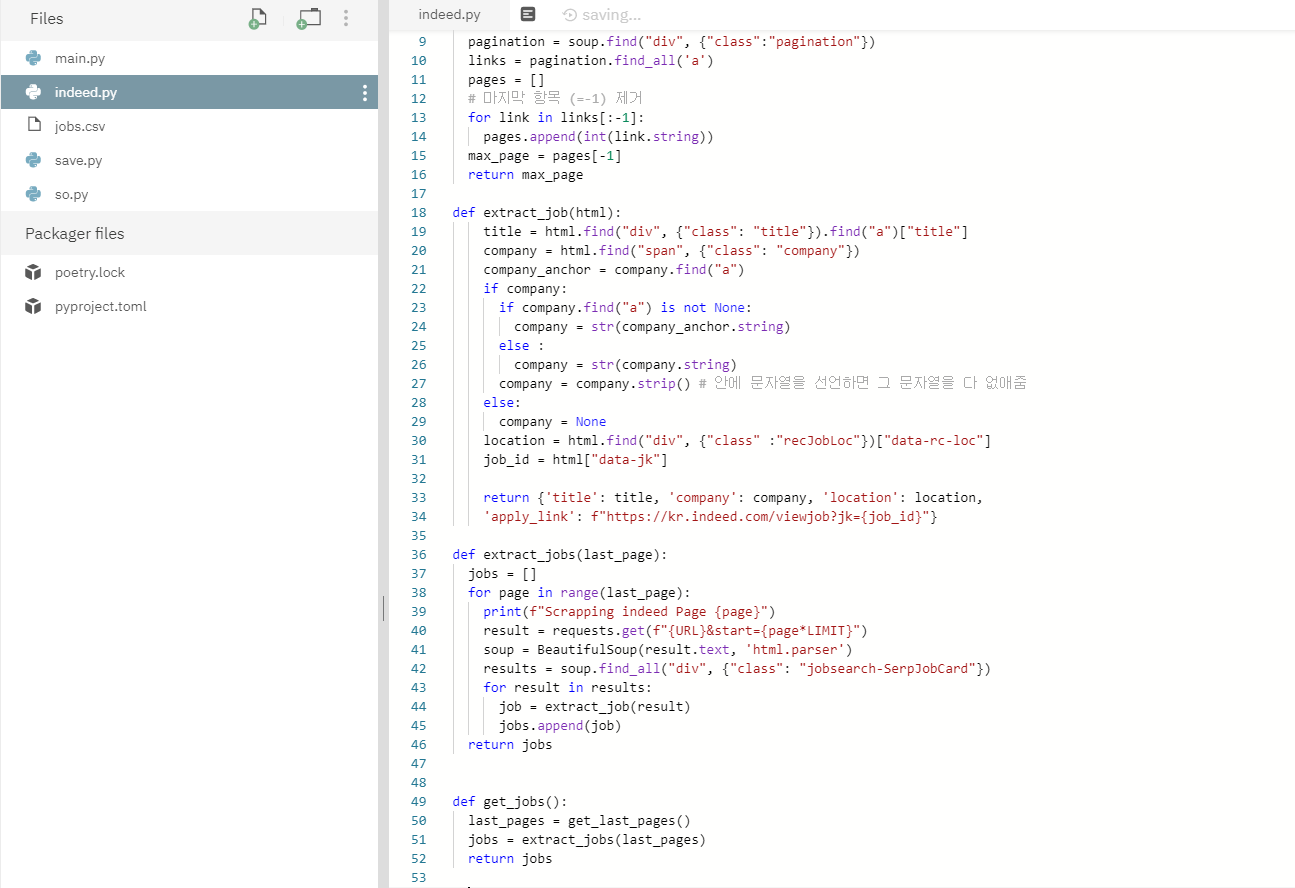 Files
main.py
indeed.py
jobs.csv
save.py
so.py
Packager files
poetry.lock
pyproject.toml
indeed.py
saving...
9 pagination = soup.find("div", {"class":"pagination"})
10 links = pagination.find_all('a')
11 pages = []
12 # 마지막 항목 (=-1) 제거
13 for link in links[:-1]:
14 pages.append(int(link.string))
15 max_page = pages[-1]
16 return max_page
17
18 def extract_job(html):
19 title = html.find("div", {"class": "title"}).find("a")["title"]
20 company = html.find("span", {"class": "company"})
21 company_anchor = company.find("a")
22 if company:
23 if company.find("a") is not None:
24 company = str(company_anchor.string)
25 else :
26 company = str(company.string)
27 company = company.strip() # 안에 문자열을 선언하면 그 문자열을 다 없애줌
28 else:
29 company = None
30 location = html.find("div", {"class" :"recJobLoc"})["data-rc-loc"]
31 job_id = html["data-jk"]
32
33 return {'title': title, 'company': company, 'location': location,
34 'apply_link': f"https://kr.indeed.com/viewjob?jk={job_id}"}
35
36 def extract_jobs(last_page):
37 jobs = []
38 for page in range(last_page):
39 print(f"Scrapping indeed Page {page}")
40 result = requests.get(f"{URL}&start={page*LIMIT}")
41 soup = BeautifulSoup(result.text, 'html.parser')
42 results = soup.find_all("div", {"class": "jobsearch-SerpJobCard"})
43 for result in results:
44 job = extract_job(result)
45 jobs.append(job)
46 return jobs
47
48
49 def get_jobs():
50 last_pages = get_last_pages()
51 jobs = extract_jobs(last_pages)
52 return jobs
53